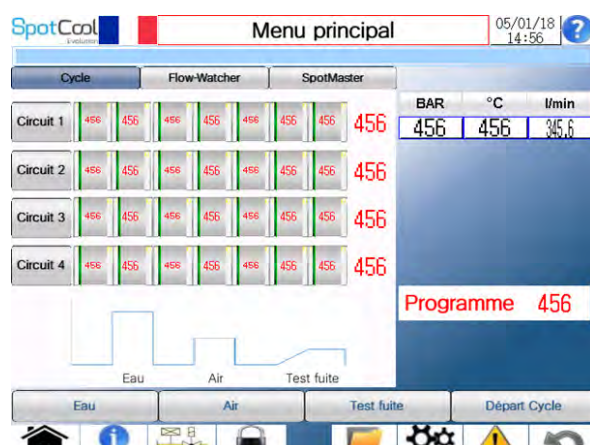 SpotCool
Evolution
Menu principal
05/01/18
14:56
?
Cycle Flow-Watcher SpotMaster
BAR °C l/min
456 456 345.6
Circuit 1 456 456 456 456 456 456 456 456
Circuit 2 456 456 456 456 456 456 456 456
Circuit 3 456 456 456 456 456 456 456 456
Circuit 4 456 456 456 456 456 456 456 456
Programme 456
Eau Air Test fuite
Eau Air Test fuite Départ Cycle